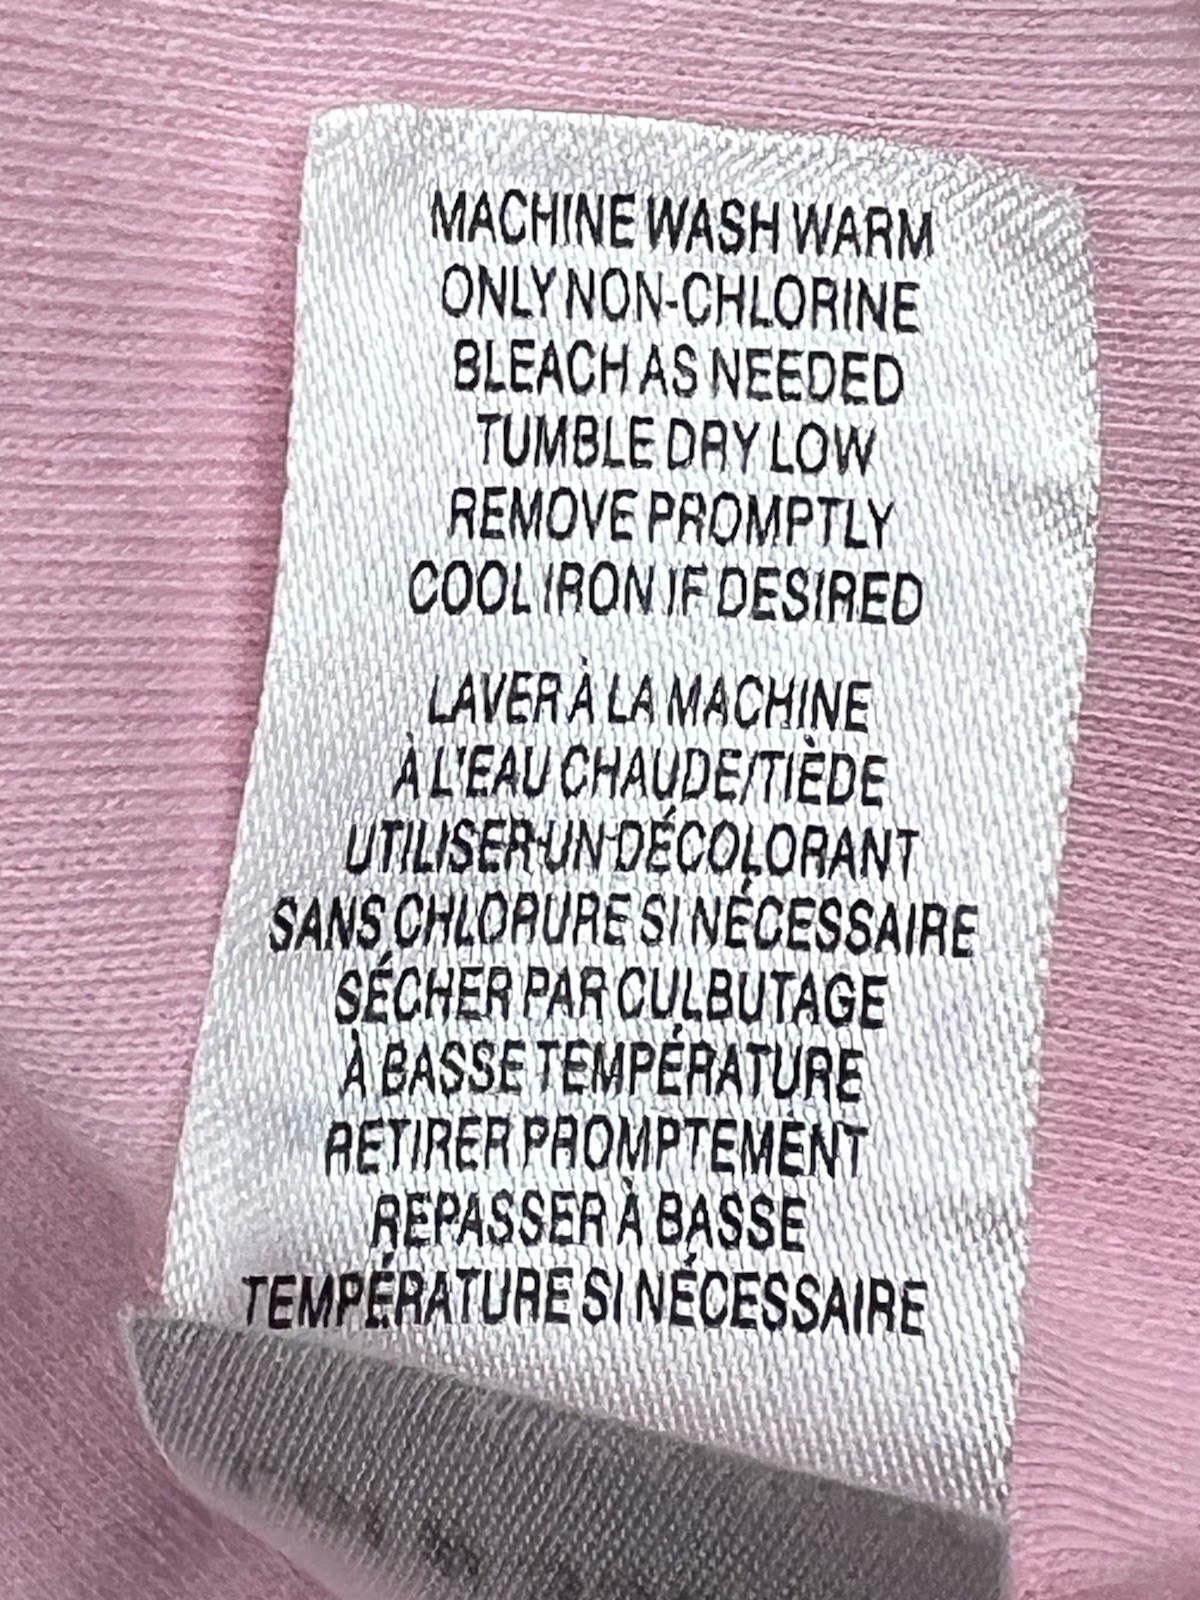 MACHINE WASH WARM
ONLY NON-CHLORINE
BLEACH AS NEEDED
TUMBLE DRY LOW
REMOVE PROMPTLY
COOL IRON IF DESIRED
LAVER À LA MACHINE
À L'EAU CHAUDE/TIÈDE
UTILISER UN DÉCOLORANT
SANS CHLORURE SI NÉCESSAIRE
SÉCHER PAR CULBUTAGE
À BASSE TEMPÉRATURE
RETIRER PROMPTEMENT
REPASSER À BASSE
TEMPÉRATURE SI NÉCESSAIRE